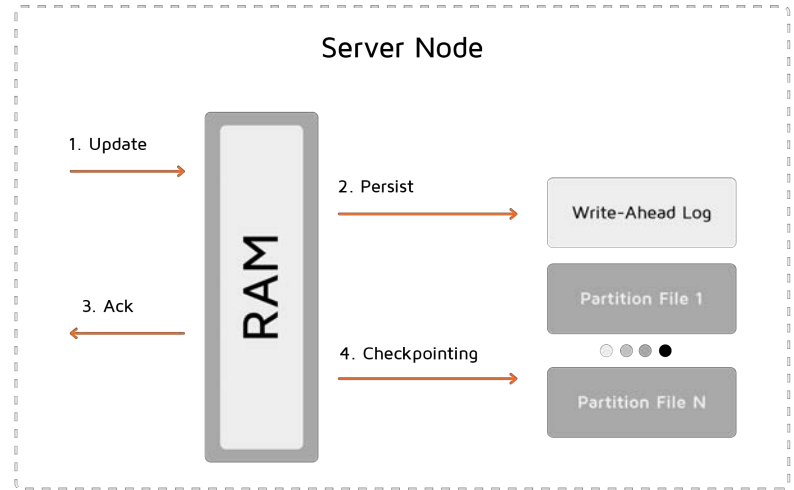 Server Node
1. Update
2. Persist
Write-Ahead Log
RAM
Partition File 1
3. Ack
4. Checkpointing
Partition File N